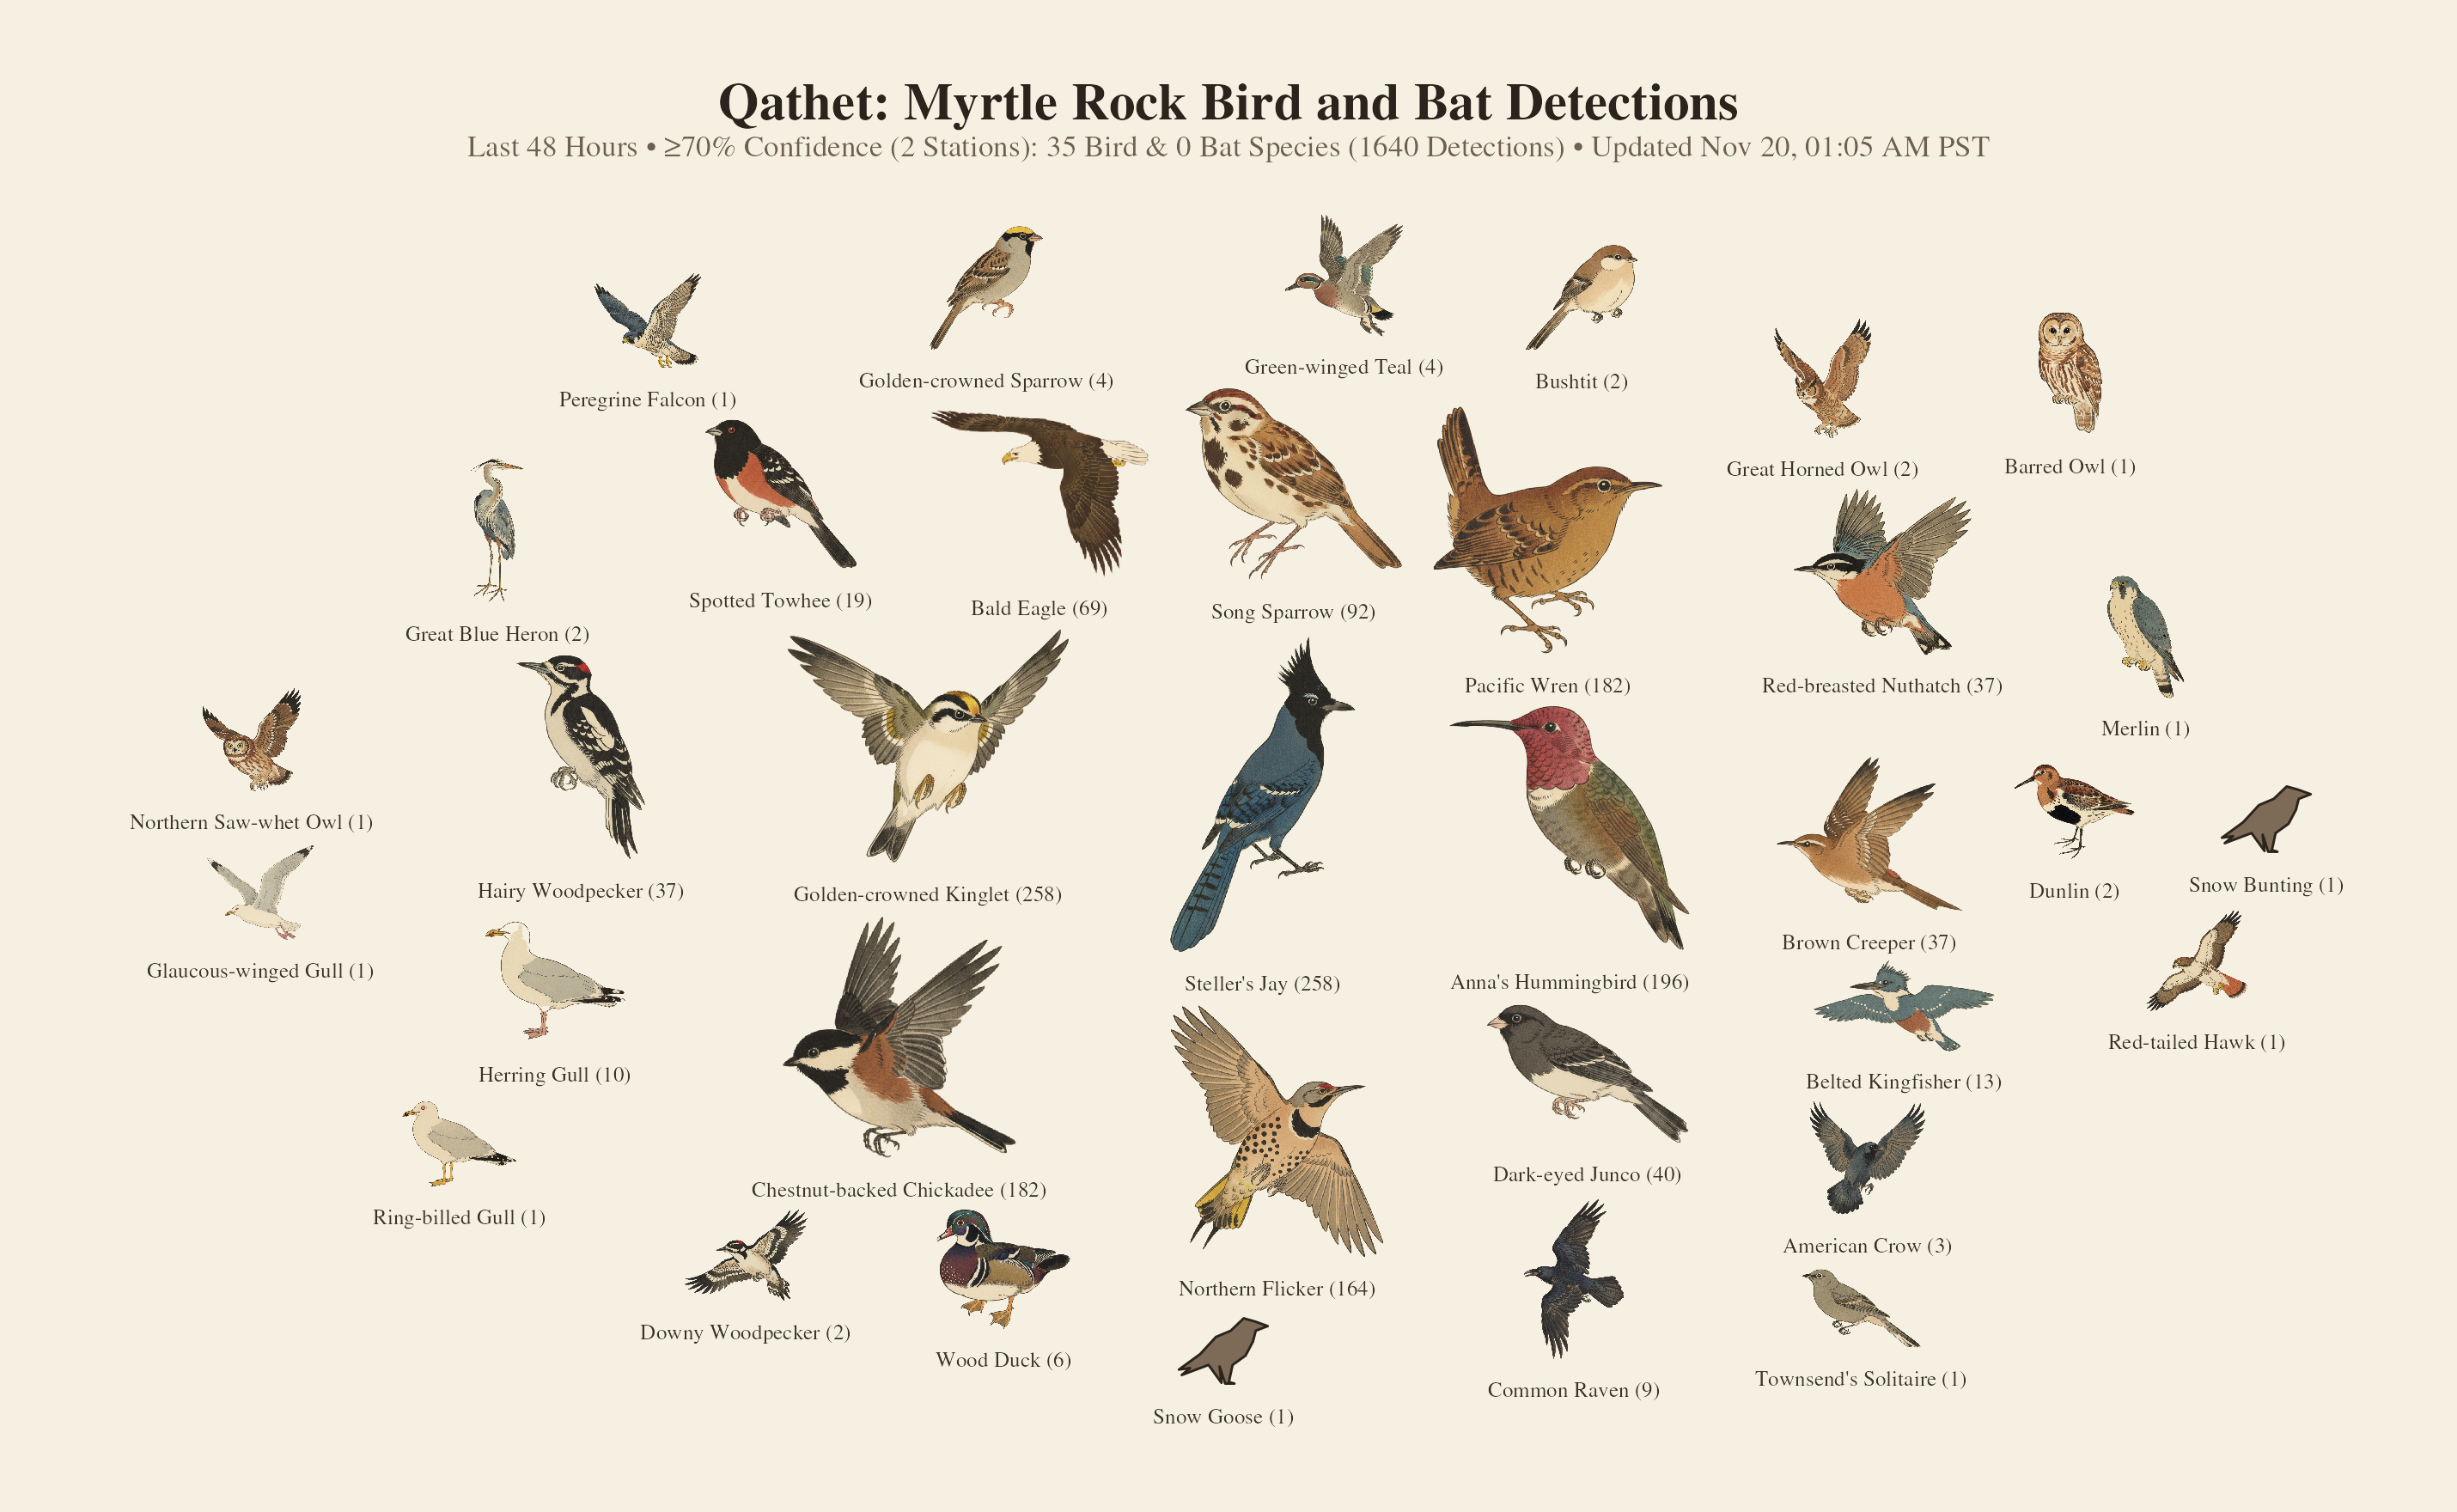 Qathet: Myrtle Rock Bird and Bat Detections
Last 48 Hours • ≥70% Confidence (2 Stations): 35 Bird & 0 Bat Species (1640 Detections) • Updated Nov 20, 01:05 AM PST
Green-winged Teal (4)
Golden-crowned Sparrow (4)
Bushtit (2)
Peregrine Falcon (1)
Barred Owl (1)
Great Horned Owl (2)
Spotted Towhee (19)
Bald Eagle (69)
Song Sparrow (92)
Great Blue Heron (2)
Pacific Wren (182)
Red-breasted Nuthatch (37)
Merlin (1)
Northern Saw-whet Owl (1)
Snow Bunting (1)
Hairy Woodpecker (37)
Dunlin (2)
Golden-crowned Kinglet (258)
Brown Creeper (37)
Glaucous-winged Gull (1)
Steller's Jay (258)
Anna's Hummingbird (196)
Red-tailed Hawk (1)
Herring Gull (10)
Belted Kingfisher (13)
Dark-eyed Junco (40)
Chestnut-backed Chickadee (182)
Ring-billed Gull (1)
American Crow (3)
Northern Flicker (164)
Downy Woodpecker (2)
Wood Duck (6)
Townsend's Solitaire (1)
Common Raven (9)
Snow Goose (1)